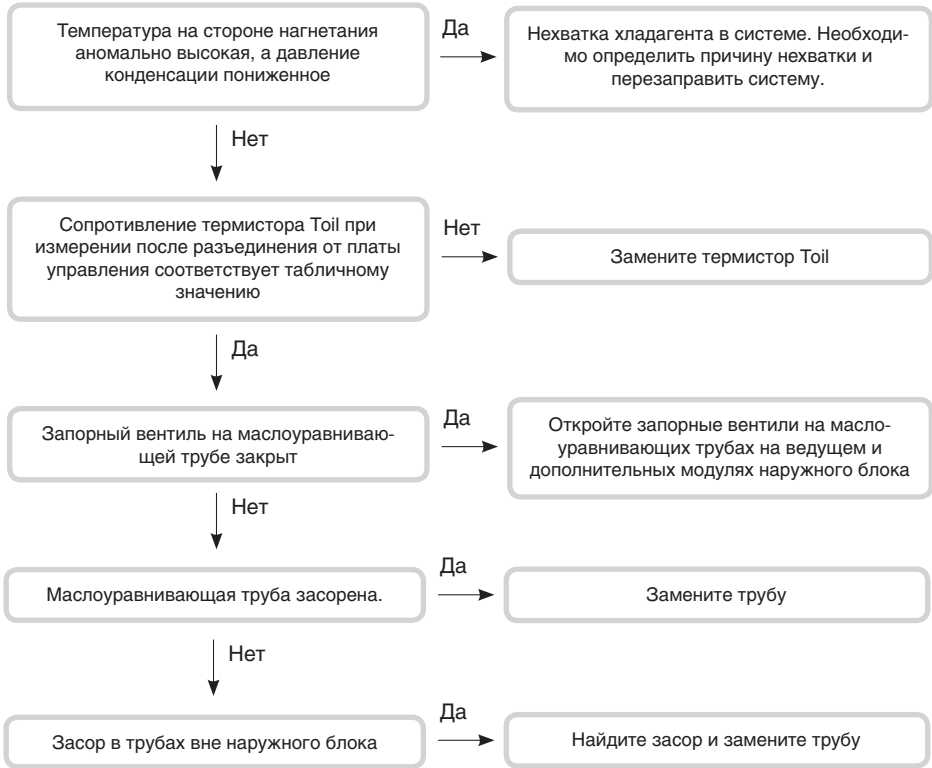 Температура на стороне нагнетания
аномально высокая, а давление
конденсации пониженное
Да
Нехватка хладагента в системе. Необходи-
мо определить причину нехватки и
перезаправить систему.
Нет
Сопротивление термистора Toil при
измерении после разъединения от платы
управления соответствует табличному
значению
Нет
Замените термистор Toil
Да
Запорный вентиль на маслоуравниваю-
щей трубе закрыт
Да
Откройте запорные вентили на масло-
уравнивающих трубах на ведущем и
дополнительных модулях наружного блока
Нет
Маслоуравнивающая труба засорена.
Да
Замените трубу
Нет
Засор в трубах вне наружного блока
Да
Найдите засор и замените трубу